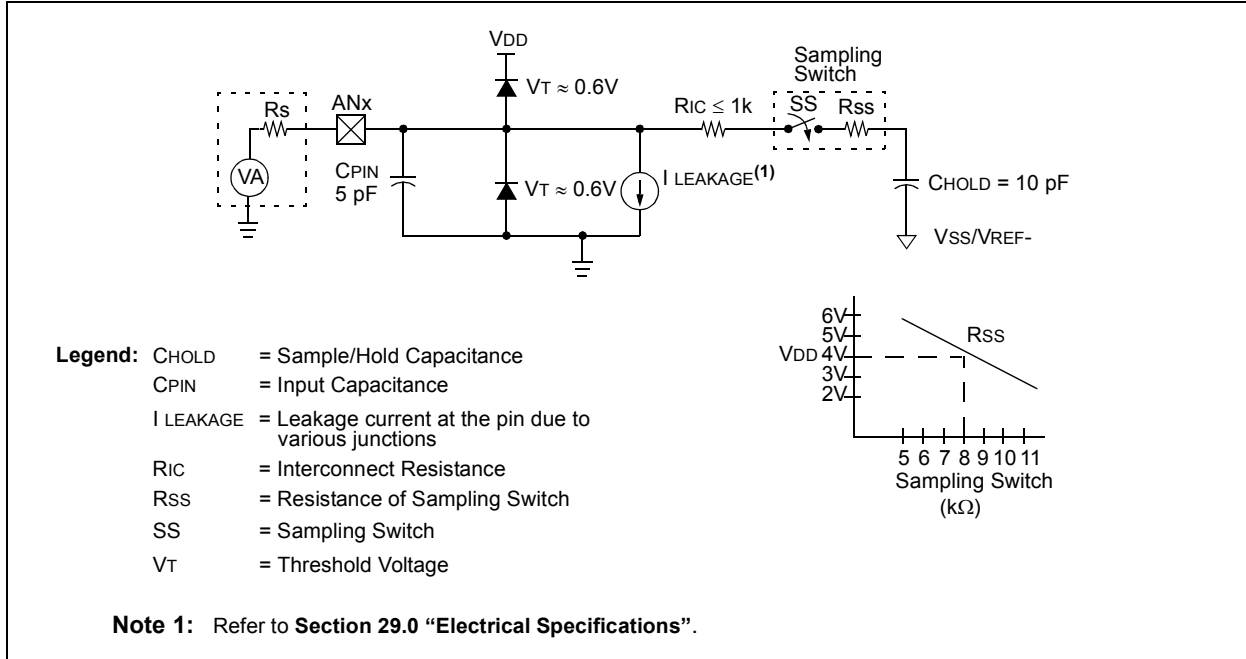 VDD
Sampling
Switch
VT ≈ 0.6V
Rs
ANx
RIC ≤ 1k
SS
Rss
VA
CPIN
5 pF
VT ≈ 0.6V
I LEAKAGE(1)
CHOLD = 10 pF
VSS/VREF-
6V
5V
VDD 4V
3V
2V
RSS
5 6 7 8 9 10 11
Sampling Switch
(kΩ)
Legend: CHOLD = Sample/Hold Capacitance
CPIN = Input Capacitance
I LEAKAGE = Leakage current at the pin due to
various junctions
RIC = Interconnect Resistance
RSS = Resistance of Sampling Switch
SS = Sampling Switch
VT = Threshold Voltage
Note 1: Refer to Section 29.0 “Electrical Specifications”.